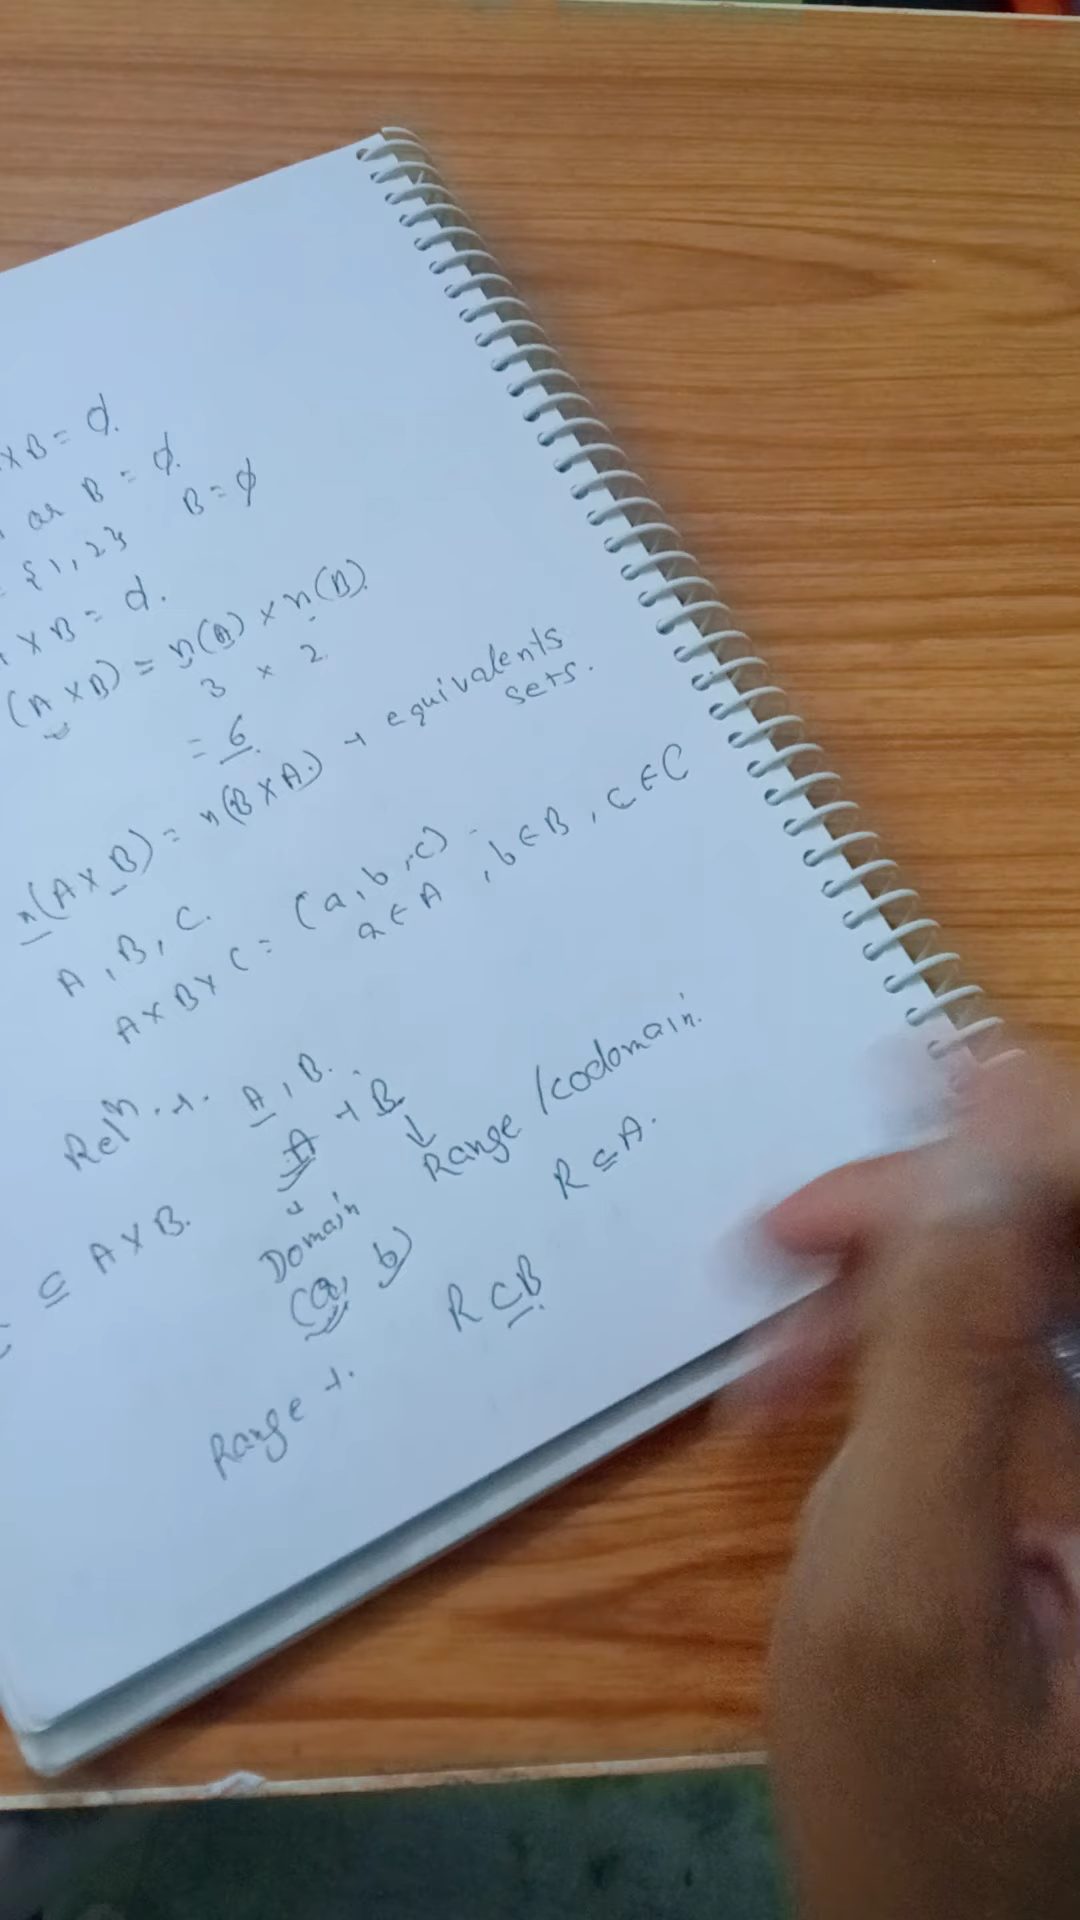 × B = ϕ.
or B = ϕ.
= {1, 2} B = ϕ
× B = ϕ.
(A × B) = n(A) × n(B).
3 × 2
= 6.
n(A × B) = n(B × A) → equivalents sets.
A, B, C.
A × B × C = (a, b, c)
a ∈ A, b ∈ B, c ∈ C
Relⁿ. →. A, B.
A → B
↓ ↓
Domain Range / codomain.
⊆ A × B.
(a, b)
R ⊆ A.
Range →. R ⊆ B.